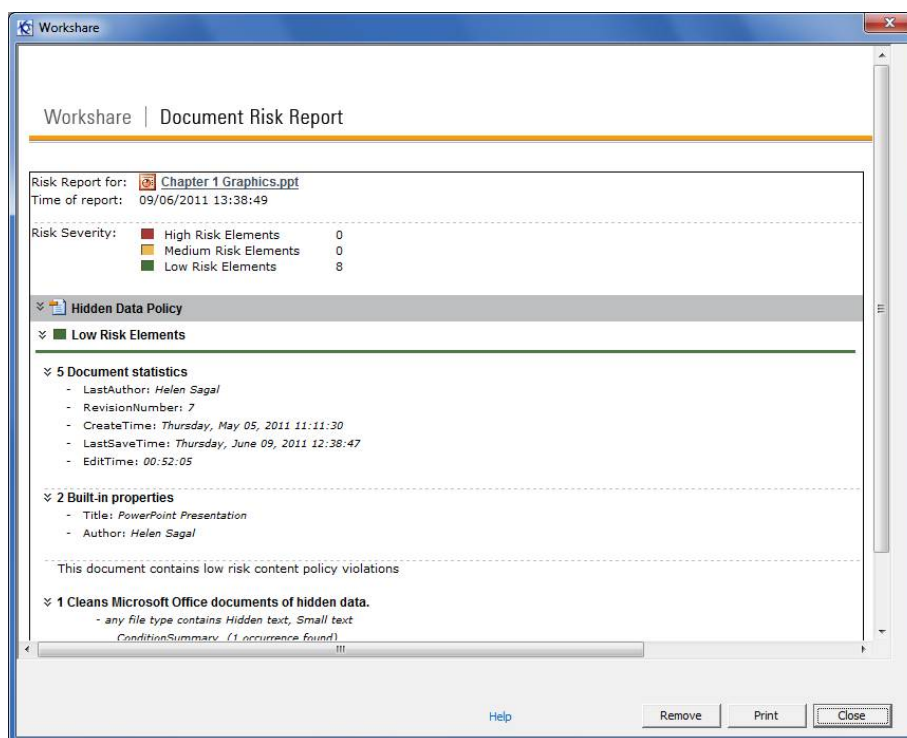 Workshare
Workshare | Document Risk Report
Risk Report for: Chapter 1 Graphics.ppt
Time of report: 09/06/2011 13:38:49
Risk Severity: High Risk Elements 0
Medium Risk Elements 0
Low Risk Elements 8
Hidden Data Policy
Low Risk Elements
5 Document statistics
- LastAuthor: Helen Sagal
- RevisionNumber: 7
- CreateTime: Thursday, May 05, 2011 11:11:30
- LastSaveTime: Thursday, June 09, 2011 12:38:47
- EditTime: 00:52:05
2 Built-in properties
- Title: PowerPoint Presentation
- Author: Helen Sagal
This document contains low risk content policy violations
1 Cleans Microsoft Office documents of hidden data.
- any file type contains Hidden text, Small text
ConditionSummary (1 occurrence found)
Help Remove Print Close